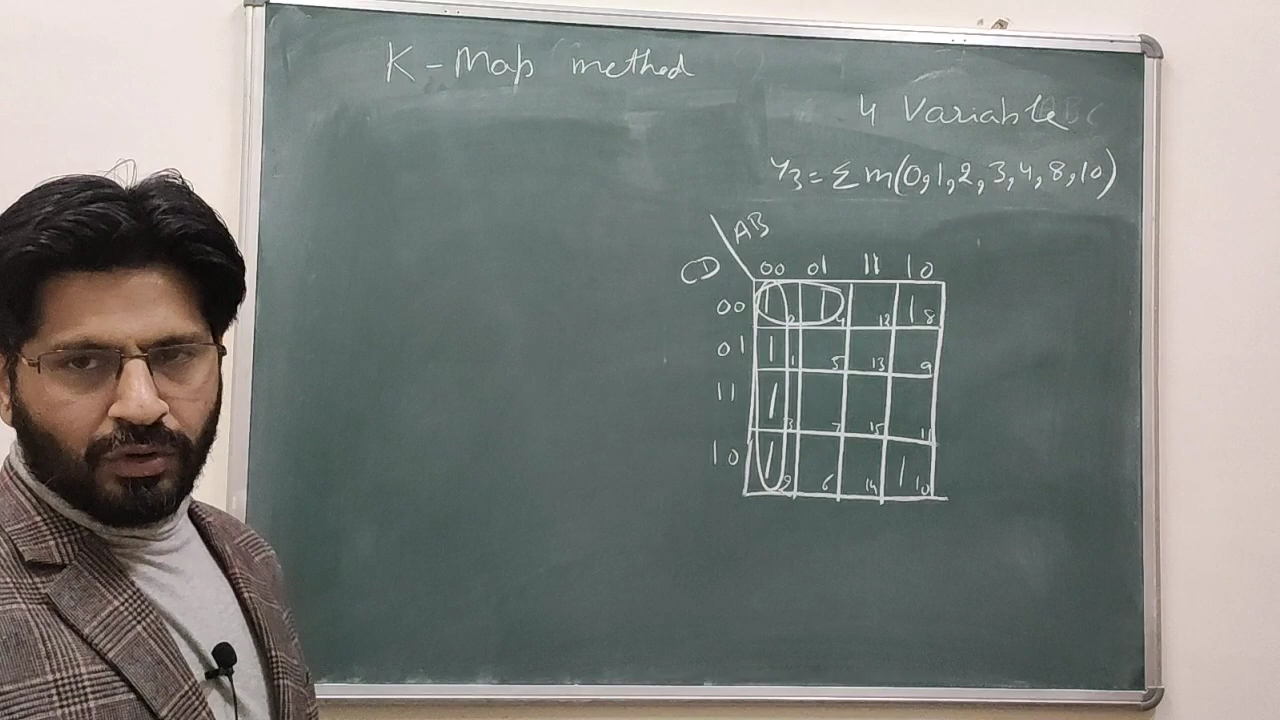 K-Map method
4 Variable ABC
Y3 = Σ m(0,1,2,3,4,8,10)
AB
CD 00 01 11 10
00 1 0 1 4 12 1 8
01 1 1 5 13 9
11 1 3 7 15 11
10 1 2 6 14 1 10